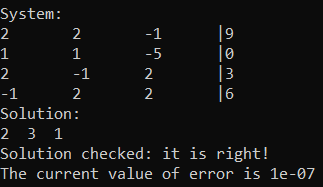 System:
2 2 -1 |9
1 1 -5 |0
2 -1 2 |3
-1 2 2 |6
Solution:
2 3 1
Solution checked: it is right!
The current value of error is 1e-07